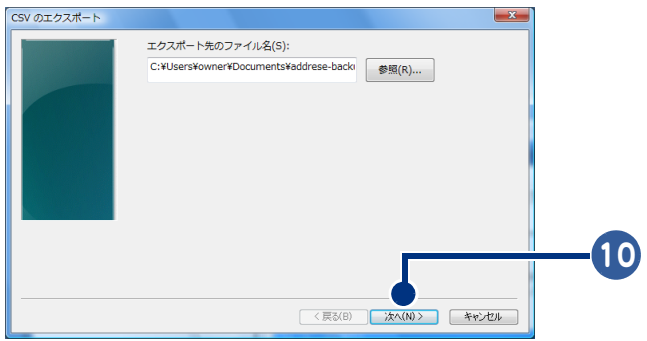 CSV のエクスポート
エクスポート先のファイル名(S):
C:¥Users¥owner¥Documents¥addrese-backu
参照(R)...
10
< 戻る(B)
次へ(N) >
キャンセル